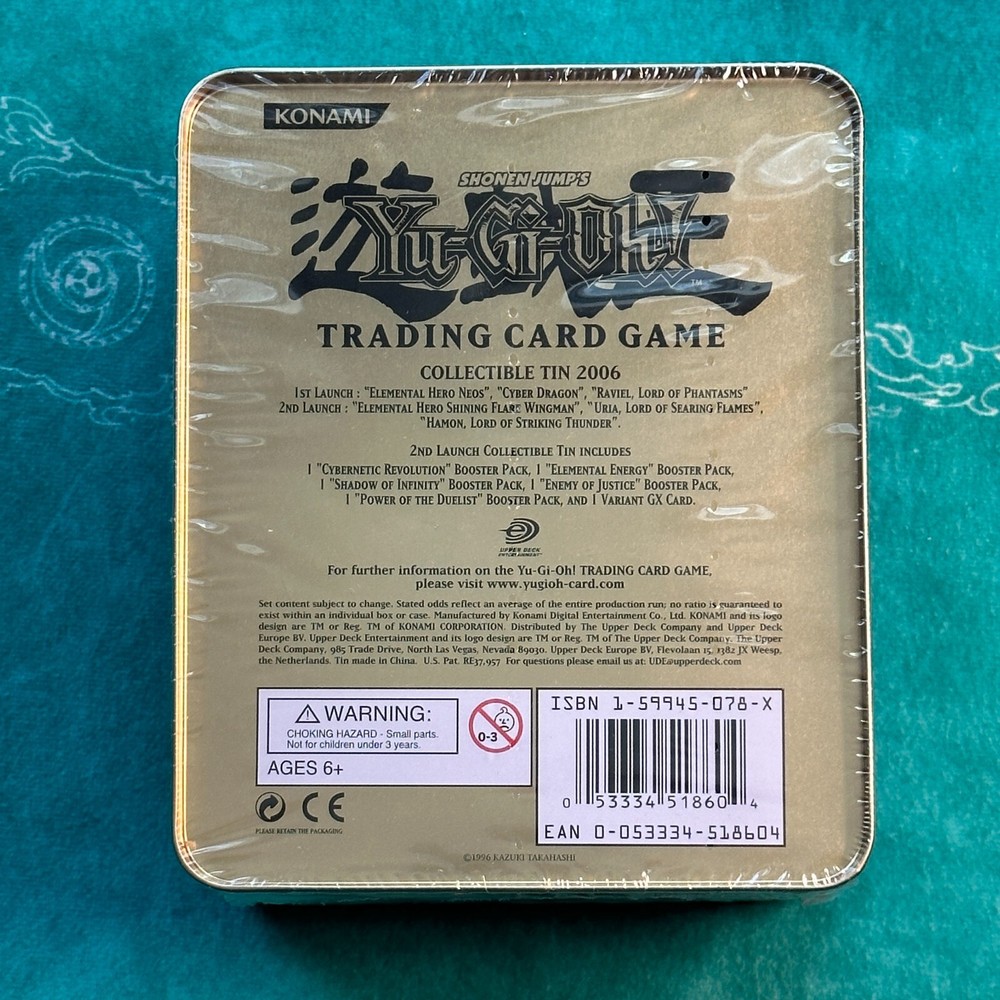 KONAMI
SHONEN JUMP'S
遊戯王
Yu-Gi-Oh!
TM
TRADING CARD GAME
COLLECTIBLE TIN 2006
1ST LAUNCH : "ELEMENTAL HERO NEOS", "CYBER DRAGON", "RAVIEL, LORD OF PHANTASMS"
2ND LAUNCH : "ELEMENTAL HERO SHINING FLARE WINGMAN", "URIA, LORD OF SEARING FLAMES",
"HAMON, LORD OF STRIKING THUNDER".
2ND LAUNCH COLLECTIBLE TIN INCLUDES
1 "CYBERNETIC REVOLUTION" BOOSTER PACK, 1 "ELEMENTAL ENERGY" BOOSTER PACK,
1 "SHADOW OF INFINITY" BOOSTER PACK, 1 "ENEMY OF JUSTICE" BOOSTER PACK,
1 "POWER OF THE DUELIST" BOOSTER PACK, AND 1 VARIANT GX CARD.
UPPER DECK
ENTERTAINMENT
For further information on the Yu-Gi-Oh! TRADING CARD GAME,
please visit www.yugioh-card.com
Set content subject to change. Stated odds reflect an average of the entire production run; no ratio is guaranteed to
exist within an individual box or case. Manufactured by Konami Digital Entertainment Co., Ltd. KONAMI and its logo
design are TM or Reg. TM of KONAMI CORPORATION. Distributed by The Upper Deck Company and Upper Deck
Europe BV. Upper Deck Entertainment and its logo design are TM or Reg. TM of The Upper Deck Company. The Upper
Deck Company, 985 Trade Drive, North Las Vegas, Nevada 89030. Upper Deck Europe BV, Flevolaan 15, 1382 JX Weesp,
the Netherlands. Tin made in China. U.S. Pat. RE37,957 For questions please email us at: UDE@upperdeck.com
WARNING:
CHOKING HAZARD - Small parts.
Not for children under 3 years.
0-3
AGES 6+
ISBN 1-59945-078-X
0 53334 51860 4
EAN 0-053334-518604
CE
PLEASE RETAIN THE PACKAGING
©1996 KAZUKI TAKAHASHI